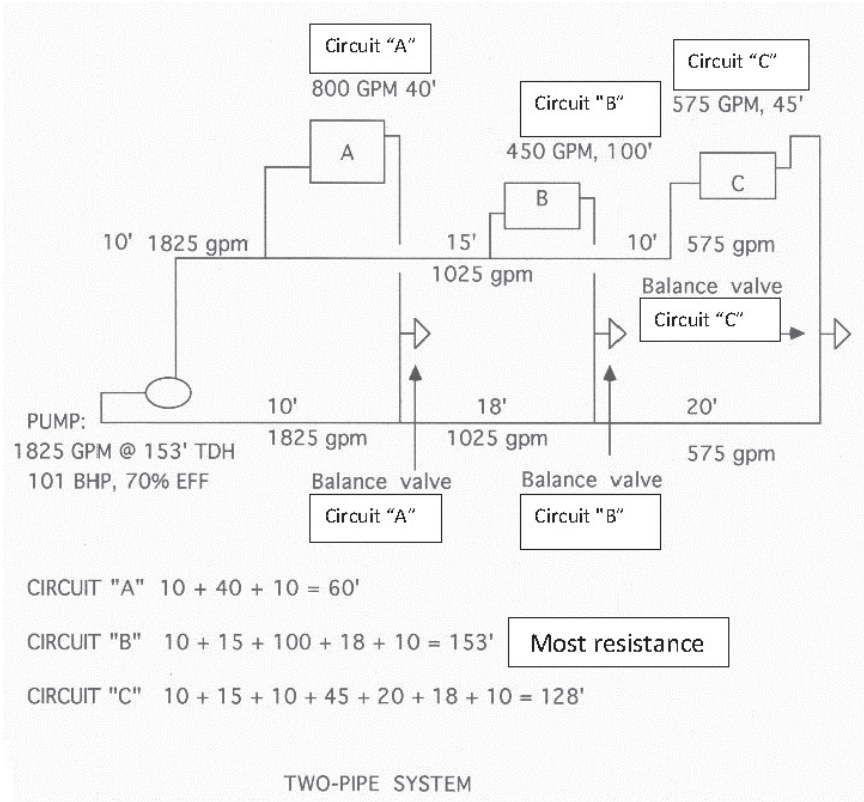 Circuit “A”
800 GPM 40'
Circuit "B"
450 GPM, 100'
Circuit “C”
575 GPM, 45'
A
B
C
10' 1825 gpm
15'
1025 gpm
10'
575 gpm
Balance valve
Circuit “C”
PUMP:
1825 GPM @ 153' TDH
101 BHP, 70% EFF
10'
1825 gpm
18'
1025 gpm
20'
575 gpm
Balance valve
Circuit “A”
Balance valve
Circuit "B"
CIRCUIT "A" 10 + 40 + 10 = 60'
CIRCUIT "B" 10 + 15 + 100 + 18 + 10 = 153'
Most resistance
CIRCUIT "C" 10 + 15 + 10 + 45 + 20 + 18 + 10 = 128'
TWO-PIPE SYSTEM